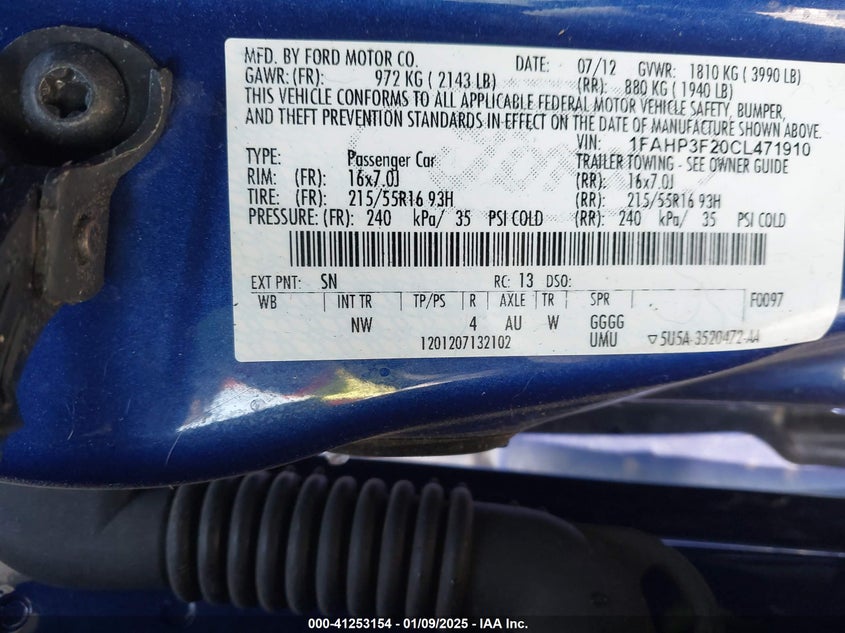 MFD. BY FORD MOTOR CO. DATE: 07/12 GVWR: 1810 KG ( 3990 LB)
GAWR:(FR): 972 KG ( 2143 LB) (RR): 880 KG ( 1940 LB)
THIS VEHICLE CONFORMS TO ALL APPLICABLE FEDERAL MOTOR VEHICLE SAFETY, BUMPER,
AND THEFT PREVENTION STANDARDS IN EFFECT ON THE DATE OF MANUFACTURE SHOWN ABOVE.
VIN: 1FAHP3F20CL471910
TYPE: Passenger Car TRAILER TOWING - SEE OWNER GUIDE
RIM: (FR): 16x7.0J (RR): 16x7.0J
TIRE: (FR): 215/55R16 93H (RR): 215/55R16 93H
PRESSURE: (FR): 240 kPa/ 35 PSI COLD (RR): 240 kPa/ 35 PSI COLD
EXT PNT: SN RC: 13 DSO:
WB INT TR TP/PS R AXLE TR SPR F0097
NW 4 AU W GGGG
1201207132102 UMU ▽5U5A-3520472-AA
000-41253154 - 01/09/2025 - IAA Inc.